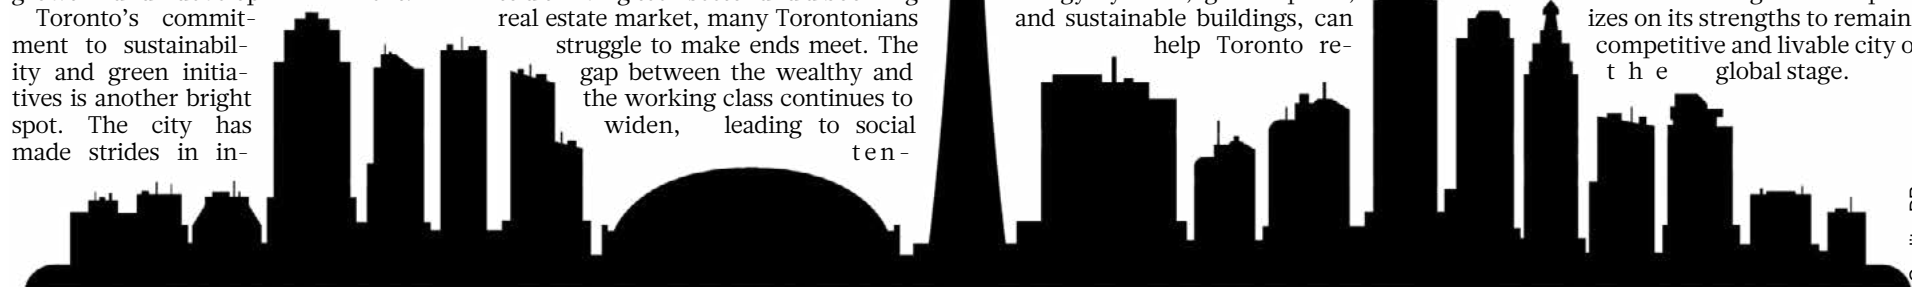 Toronto's commit-
ment to sustainabil-
ity and green initia-
tives is another bright
spot. The city has
made strides in in-
real estate market, many Torontonians
struggle to make ends meet. The
gap between the wealthy and
the working class continues to
widen, leading to social
ten-
and sustainable buildings, can
help Toronto re-
izes on its strengths to remain
competitive and livable city
the global stage.